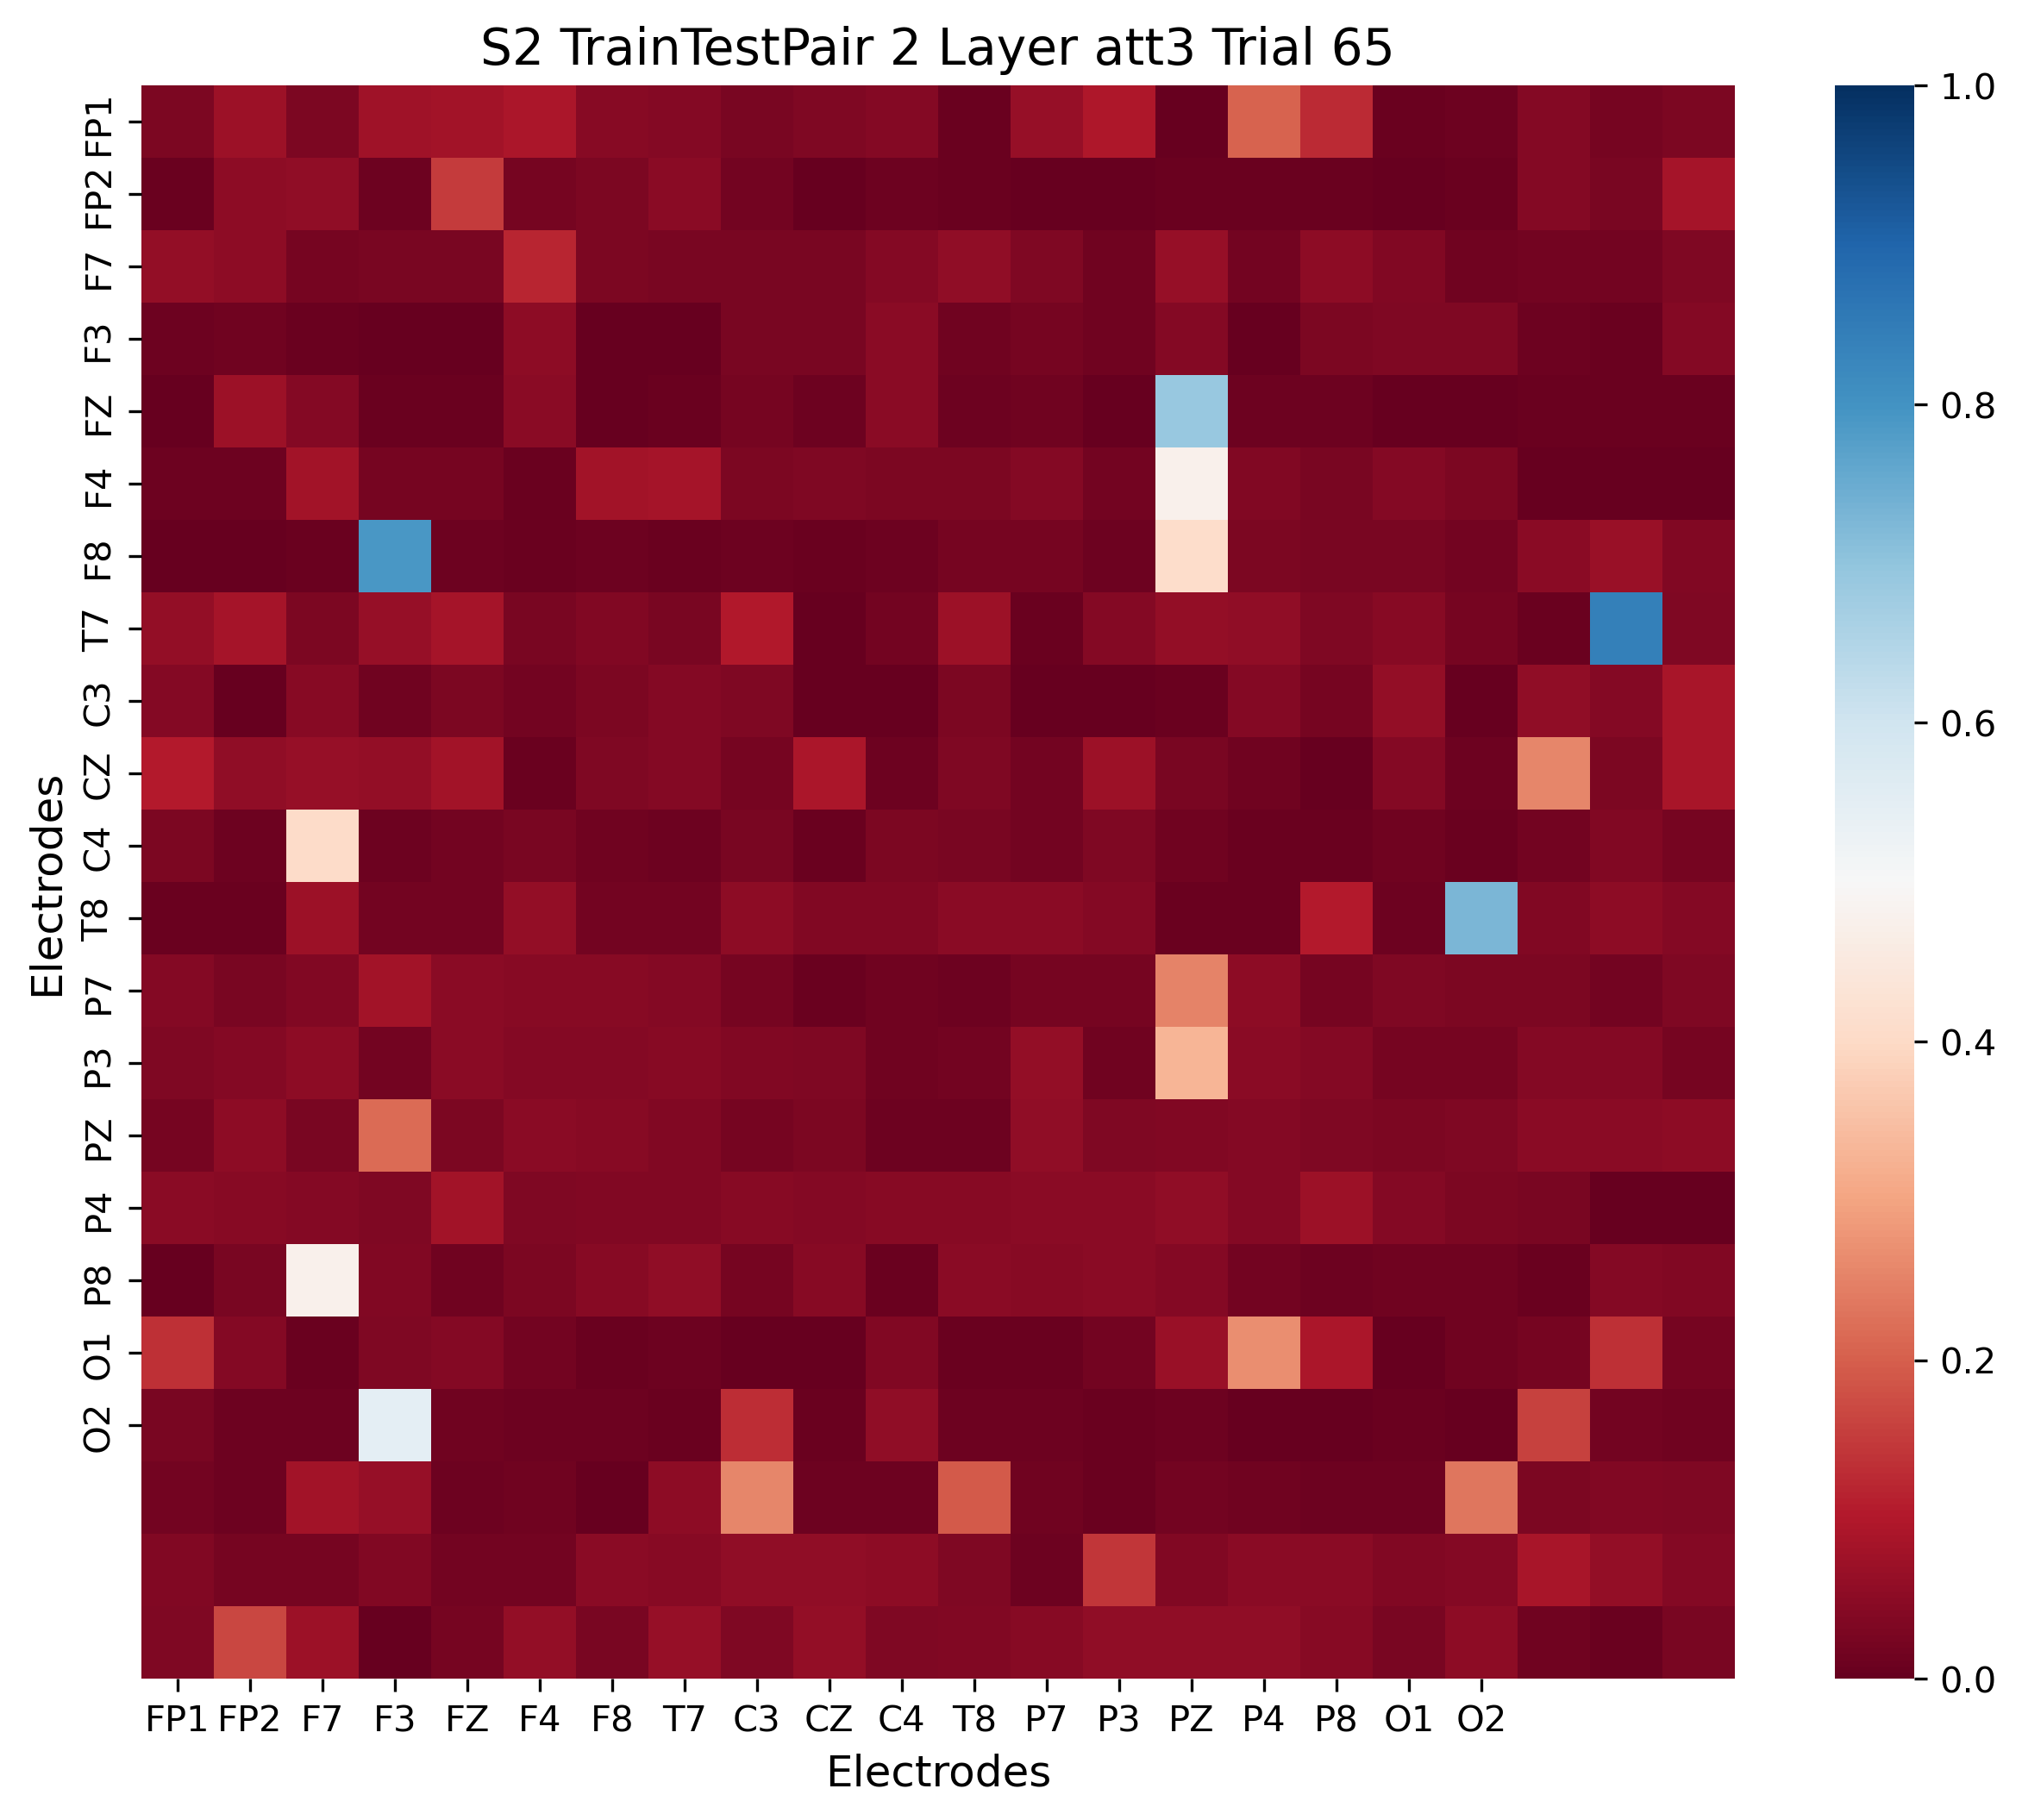 S2 TrainTestPair 2 Layer att3 Trial 65
Electrodes
FP1
FP2
F7
F3
FZ
F4
F8
T7
C3
CZ
C4
T8
P7
P3
PZ
P4
P8
O1
O2
FP1 FP2 F7 F3 FZ F4 F8 T7 C3 CZ C4 T8 P7 P3 PZ P4 P8 O1 O2
Electrodes
1.0
0.8
0.6
0.4
0.2
0.0